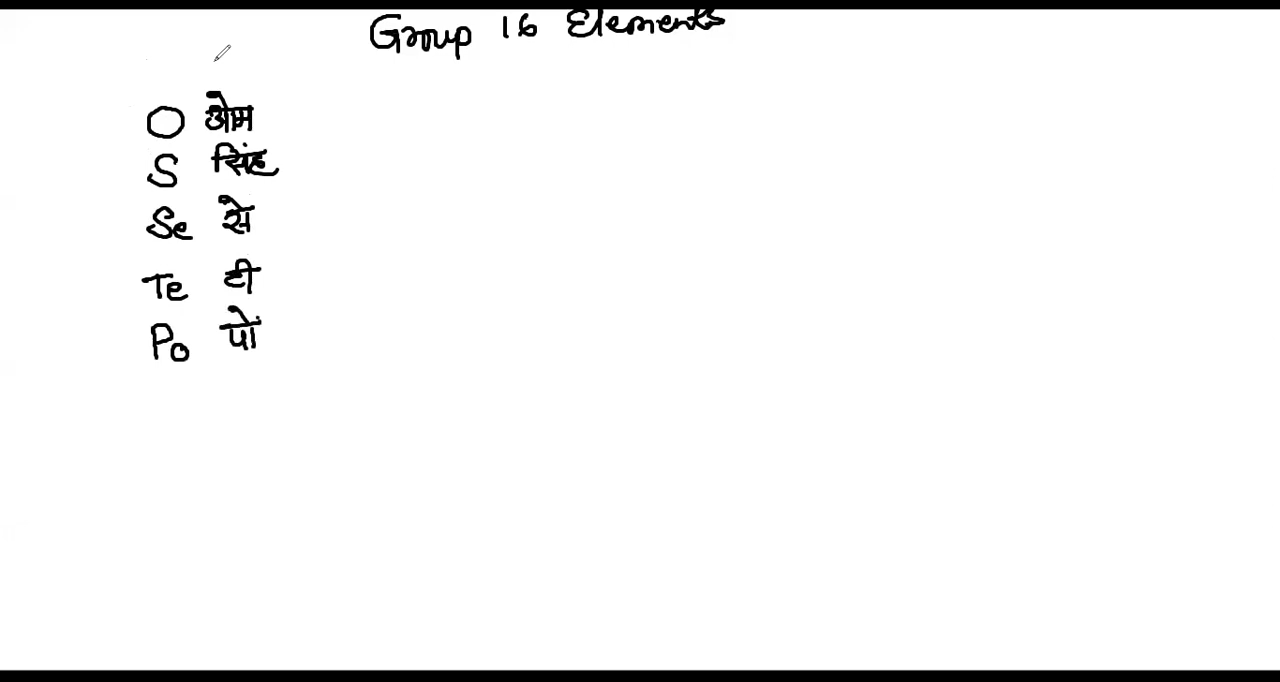 Group 16 Elements
O ओम
S सिंह
Se से
Te टी
Po पों